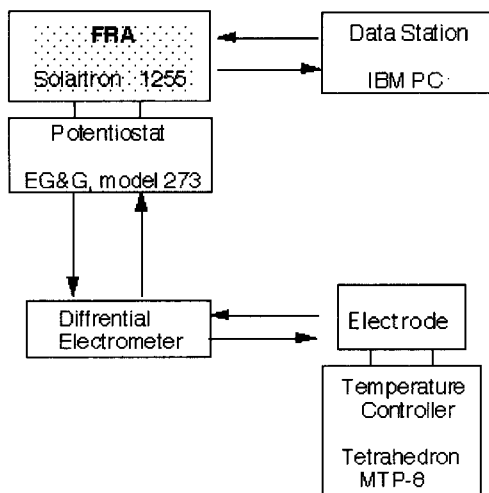 FRA
Solartron 1255
Data Station
IBM PC
Potentiostat
EG&G, model 273
Diffrential
Electrometer
Electrode
Temperature
Controller
Tetrahedron
MTP-8